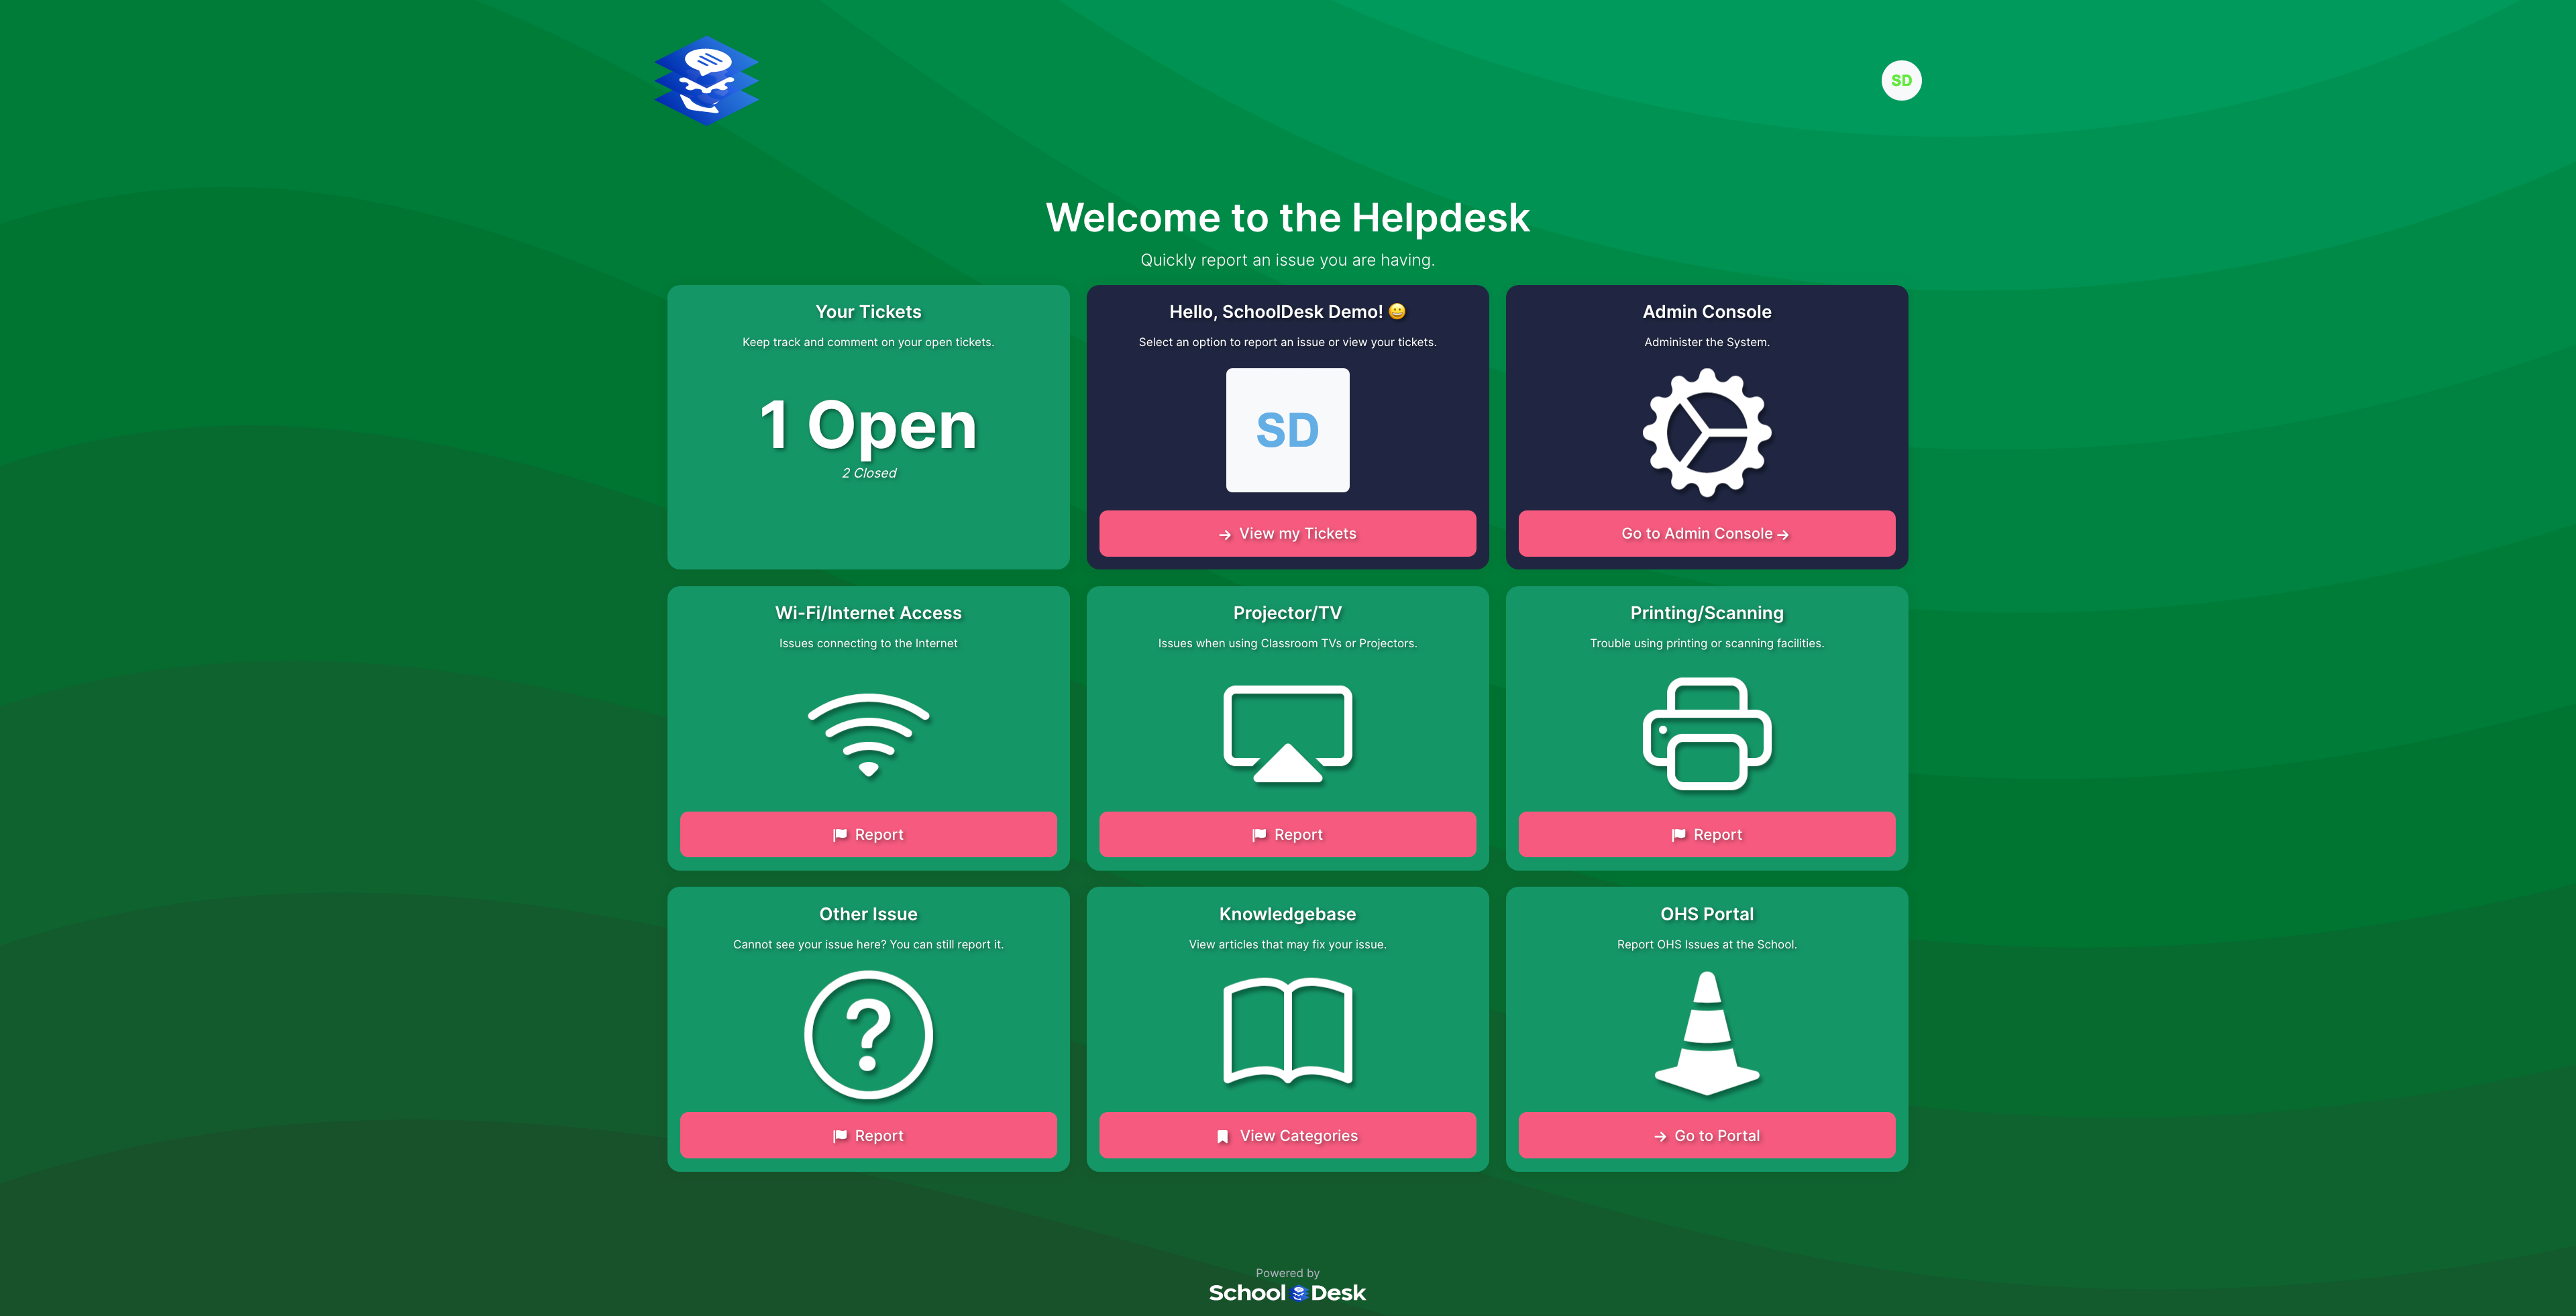 SD
Welcome to the Helpdesk
Quickly report an issue you are having.
Your Tickets
Keep track and comment on your open tickets.
1 Open
2 Closed
Hello, SchoolDesk Demo! 😀
Select an option to report an issue or view your tickets.
SD
→ View my Tickets
Admin Console
Administer the System.
Go to Admin Console →
Wi-Fi/Internet Access
Issues connecting to the Internet
Report
Projector/TV
Issues when using Classroom TVs or Projectors.
Report
Printing/Scanning
Trouble using printing or scanning facilities.
Report
Other Issue
Cannot see your issue here? You can still report it.
?
Report
Knowledgebase
View articles that may fix your issue.
View Categories
OHS Portal
Report OHS Issues at the School.
→ Go to Portal
Powered by
School Desk